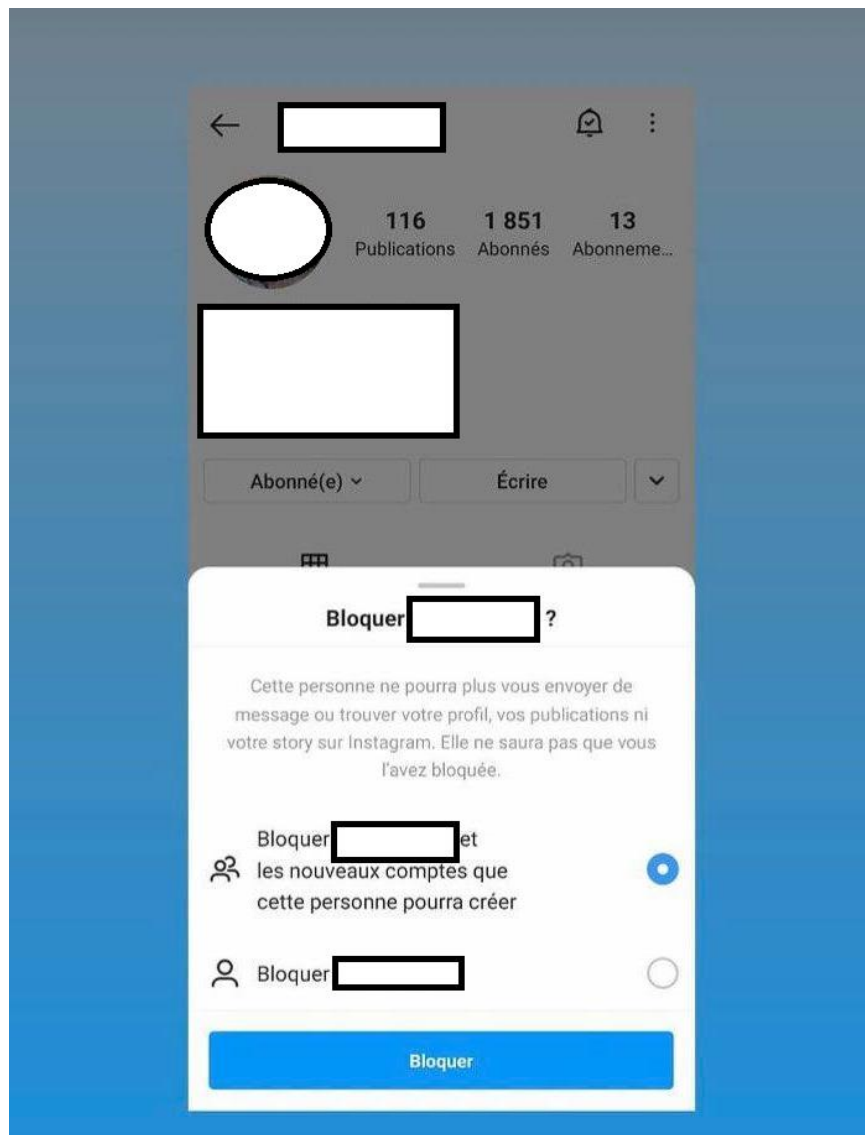 116 1 851 13
Publications Abonnés Abonneme...
Abonné(e) Écrire
Bloquer ?
Cette personne ne pourra plus vous envoyer de
message ou trouver votre profil, vos publications ni
votre story sur Instagram. Elle ne saura pas que vous
l'avez bloquée.
Bloquer et
les nouveaux comptes que
cette personne pourra créer
Bloquer
Bloquer